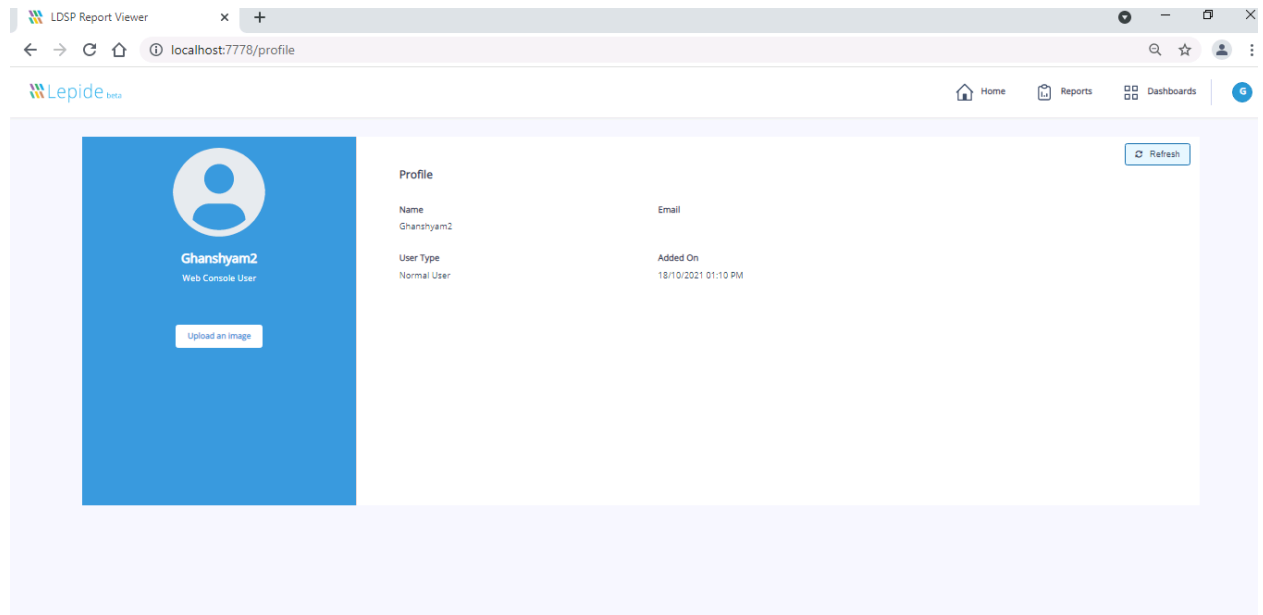 LDSP Report Viewer
localhost:7778/profile
Lepide beta
Home
Reports
Dashboards
G
Refresh
Ghanshyam2
Web Console User
Upload an image
Profile
Name
Email
Ghanshyam2
User Type
Added On
Normal User
18/10/2021 01:10 PM